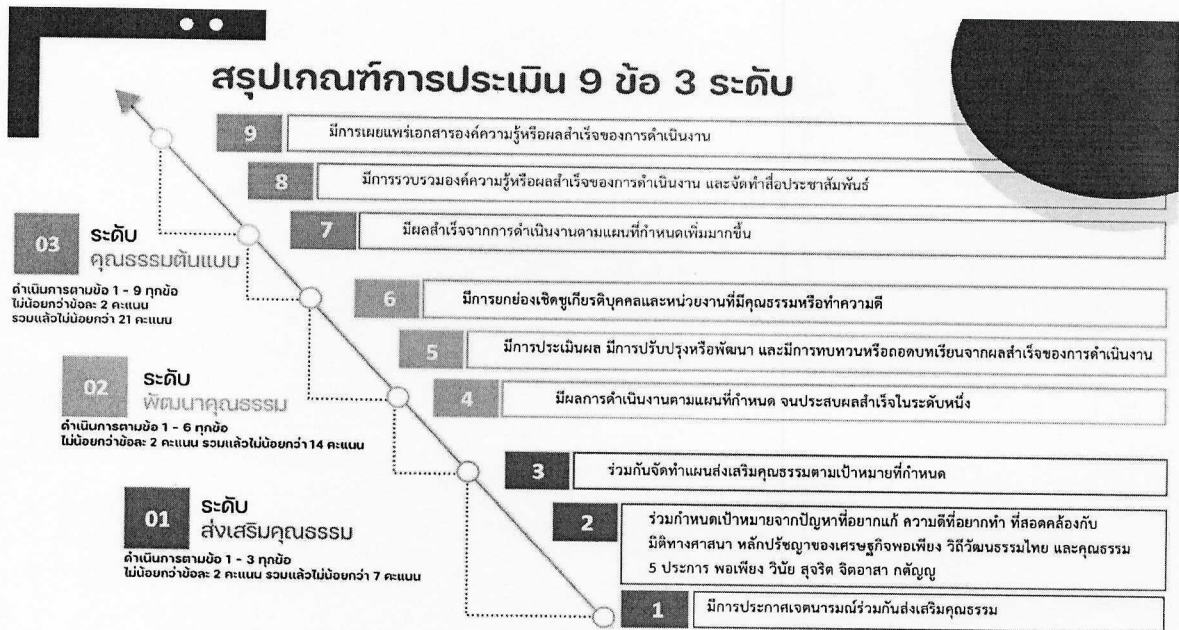 สรุปเกณฑ์การประเมิน 9 ข้อ 3 ระดับ
9 มีการเผยแพร่เอกสารองค์ความรู้หรือผลสำเร็จของการดำเนินงาน
8 มีการรวบรวมองค์ความรู้หรือผลสำเร็จของการดำเนินงาน และจัดทำสื่อประชาสัมพันธ์
7 มีผลสำเร็จจากการดำเนินงานตามแผนที่กำหนดเพิ่มมากขึ้น
03 ระดับ
คุณธรรมต้นแบบ
ดำเนินการตามข้อ 1 - 9 ทุกข้อ
ไม่น้อยกว่าข้อละ 2 คะแนน
รวมแล้วไม่น้อยกว่า 21 คะแนน
6 มีการยกย่องเชิดชูเกียรติบุคคลและหน่วยงานที่มีคุณธรรมหรือทำความดี
5 มีการประเมินผล มีการปรับปรุงหรือพัฒนา และมีการทบทวนหรือถอดบทเรียนจากผลสำเร็จของการดำเนินงาน
4 มีผลการดำเนินงานตามแผนที่กำหนด จนประสบผลสำเร็จในระดับหนึ่ง
02 ระดับ
พัฒนาคุณธรรม
ดำเนินการตามข้อ 1 - 6 ทุกข้อ
ไม่น้อยกว่าข้อละ 2 คะแนน รวมแล้วไม่น้อยกว่า 14 คะแนน
3 ร่วมกันจัดทำแผนส่งเสริมคุณธรรมตามเป้าหมายที่กำหนด
2 ร่วมกำหนดเป้าหมายจากปัญหาที่อยากแก้ ความดีที่อยากทำ ที่สอดคล้องกับ
มิติทางศาสนา หลักปรัชญาของเศรษฐกิจพอเพียง วิถีวัฒนธรรมไทย และคุณธรรม
5 ประการ พอเพียง วินัย สุจริต จิตอาสา กตัญญู
1 มีการประกาศเจตนารมณ์ร่วมกันส่งเสริมคุณธรรม
01 ระดับ
ส่งเสริมคุณธรรม
ดำเนินการตามข้อ 1 - 3 ทุกข้อ
ไม่น้อยกว่าข้อละ 2 คะแนน รวมแล้วไม่น้อยกว่า 7 คะแนน